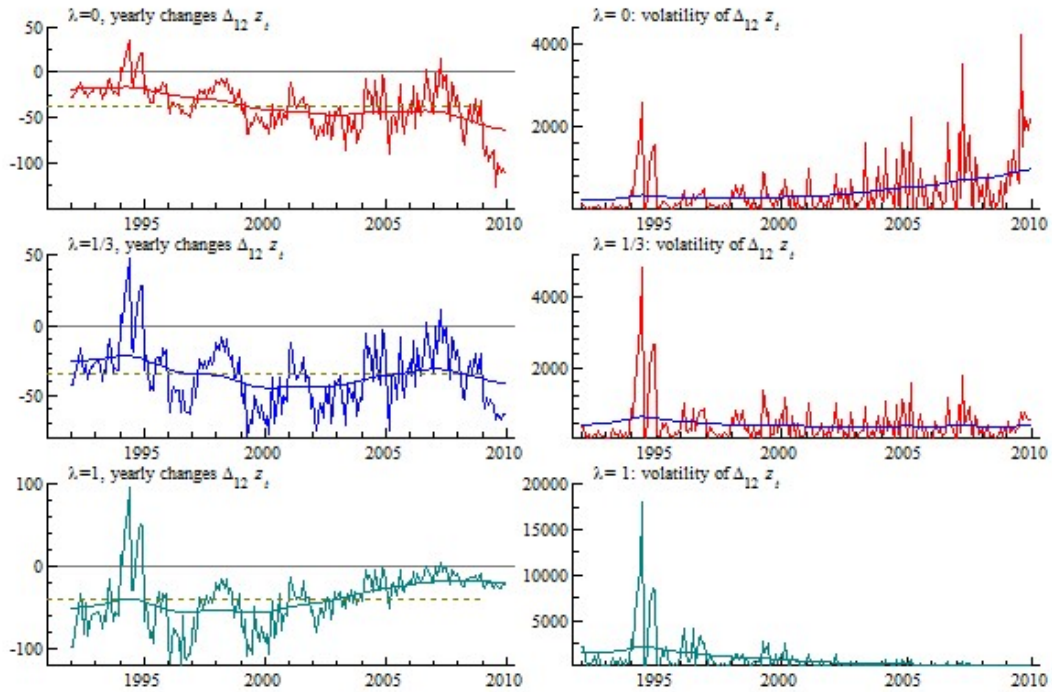 λ=0, yearly changes Δ₁₂ zₜ
50
0
-50
-100
1995 2000 2005 2010
λ= 0: volatility of Δ₁₂ zₜ
4000
2000
1995 2000 2005 2010
λ=1/3, yearly changes Δ₁₂ zₜ
50
0
-50
1995 2000 2005 2010
λ= 1/3: volatility of Δ₁₂ zₜ
4000
2000
1995 2000 2005 2010
λ=1, yearly changes Δ₁₂ zₜ
100
0
-100
1995 2000 2005 2010
λ= 1: volatility of Δ₁₂ zₜ
20000
15000
10000
5000
1995 2000 2005 2010